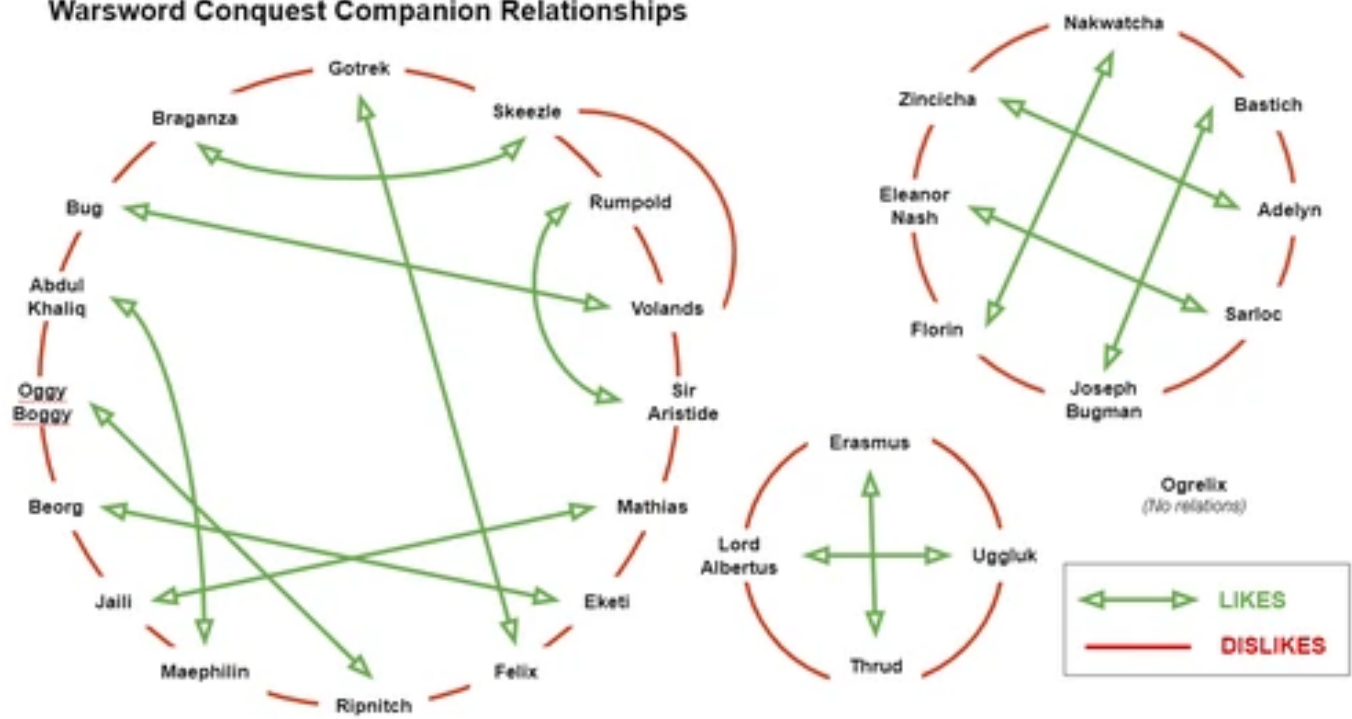 Warsword Conquest Companion Relationships
Gotrek
Braganza
Skeezle
Bug
Rumpold
Abdul
Khaliq
Volands
Oggy
Boggy
Sir
Aristide
Beorg
Mathias
Jaili
Eketi
Maephilin
Felix
Ripnitch
Nakwatcha
Zincicha
Bastich
Eleanor
Nash
Adelyn
Florin
Sarloc
Joseph
Bugman
Erasmus
Lord
Albertus
Uggluk
Thrud
Ogrelix
(No relations)
LIKES
DISLIKES